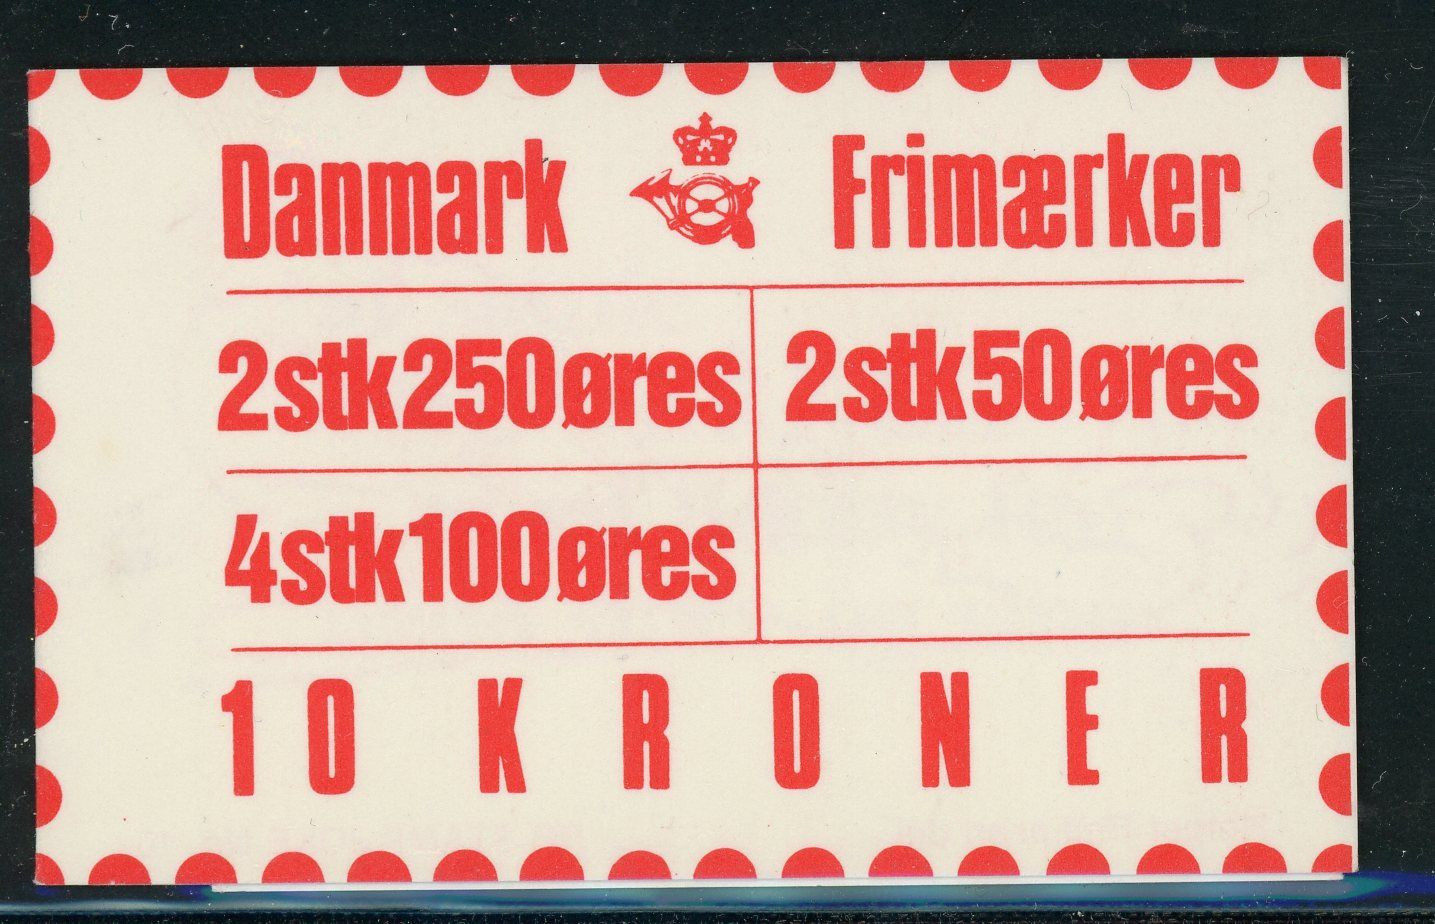 Danmark Frimærker
2stk250øres 2stk50øres
4stk100øres
10 KRONER